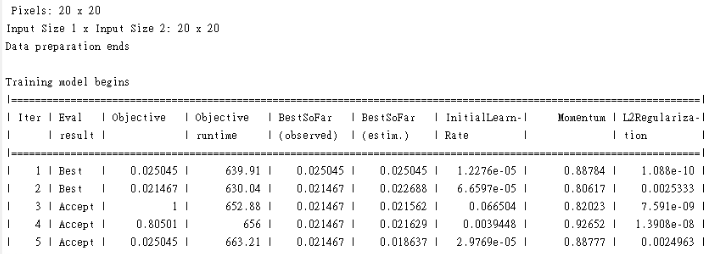 Pixels: 20 x 20
Input Size 1 x Input Size 2: 20 x 20
Data preparation ends
Training model begins
|====================================================================================================|
| Iter | Eval | Objective | Objective | BestSoFar | BestSoFar | InitialLearn-| Momentum | L2Regulariza-|
| | result | | runtime | (observed) | (estim.) | Rate | | tion |
|====================================================================================================|
| 1 | Best | 0.025045 | 639.91 | 0.025045 | 0.025045 | 1.2276e-05 | 0.88784 | 1.088e-10 |
| 2 | Best | 0.021467 | 630.04 | 0.021467 | 0.022688 | 6.6597e-05 | 0.80617 | 0.0025333 |
| 3 | Accept | 1 | 652.88 | 0.021467 | 0.021562 | 0.066504 | 0.82023 | 7.591e-09 |
| 4 | Accept | 0.80501 | 656 | 0.021467 | 0.021629 | 0.0039448 | 0.92652 | 1.3908e-08 |
| 5 | Accept | 0.025045 | 663.21 | 0.021467 | 0.018637 | 2.9769e-05 | 0.88777 | 0.0024963 |